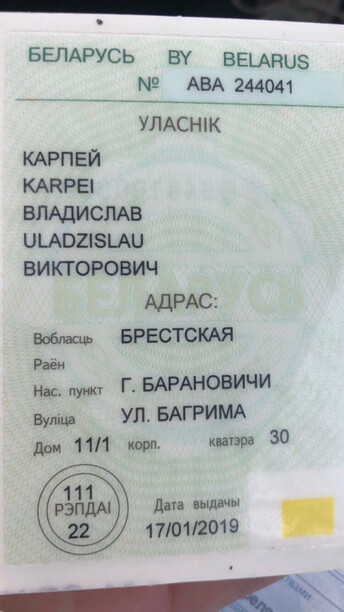 БЕЛАРУСЬ BY BELARUS
№ АВА 244041
УЛАСНІК
КАРПЕЙ
KARPEI
ВЛАДИСЛАВ
ULADZISLAU
ВИКТОРОВИЧ
АДРАС:
Вобласць БРЕСТСКАЯ
Раён
Нас. пункт Г. БАРАНОВИЧИ
Вуліца УЛ. БАГРИМА
Дом 11/1 корп. кватэра 30
111
РЭПДАІ
22
Дата выдачы
17/01/2019
БЕЛАРУСЬ